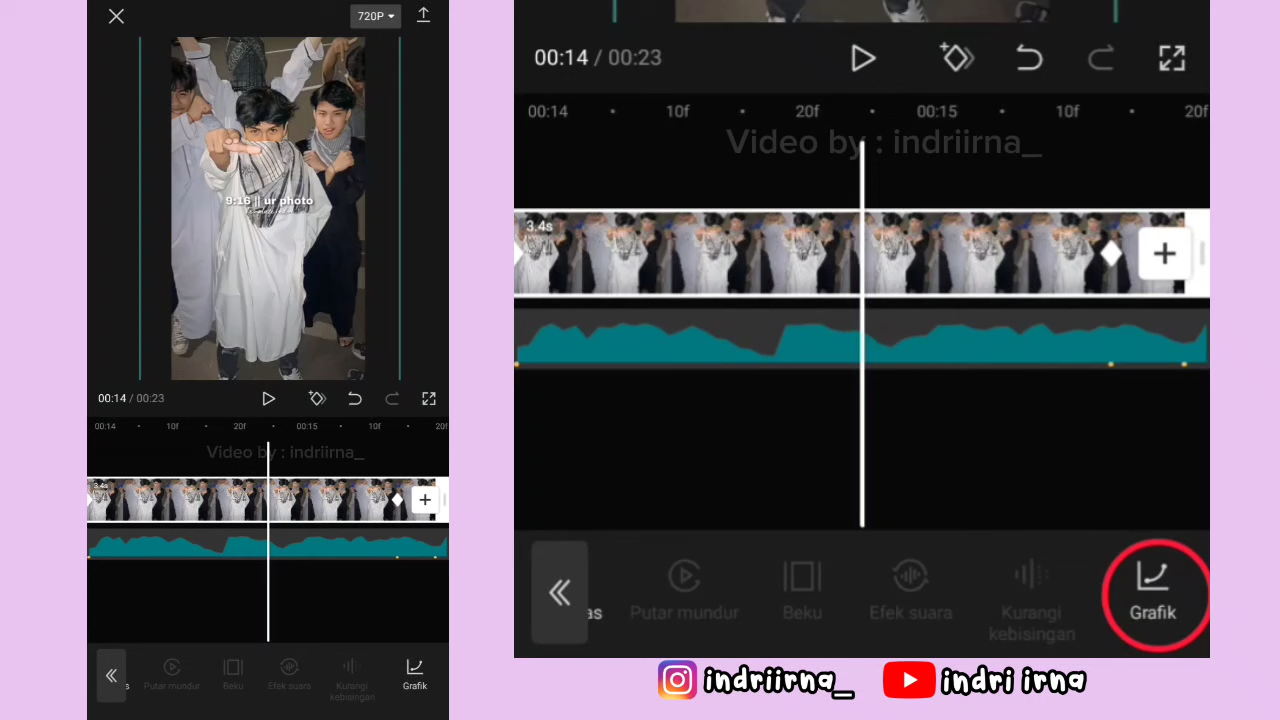 720P
9:16 || ur photo
00:14 / 00:23
00:14 10f 20f 00:15 10f 20f
Video by : indriirna_
3.4s
s Putar mundur Beku Efek suara Kurangi kebisingan Grafik
00:14 / 00:23
00:14 10f 20f 00:15 10f 20f
Video by : indriirna_
3.4s
as Putar mundur Beku Efek suara Kurangi kebisingan Grafik
indriirna_ indri irna